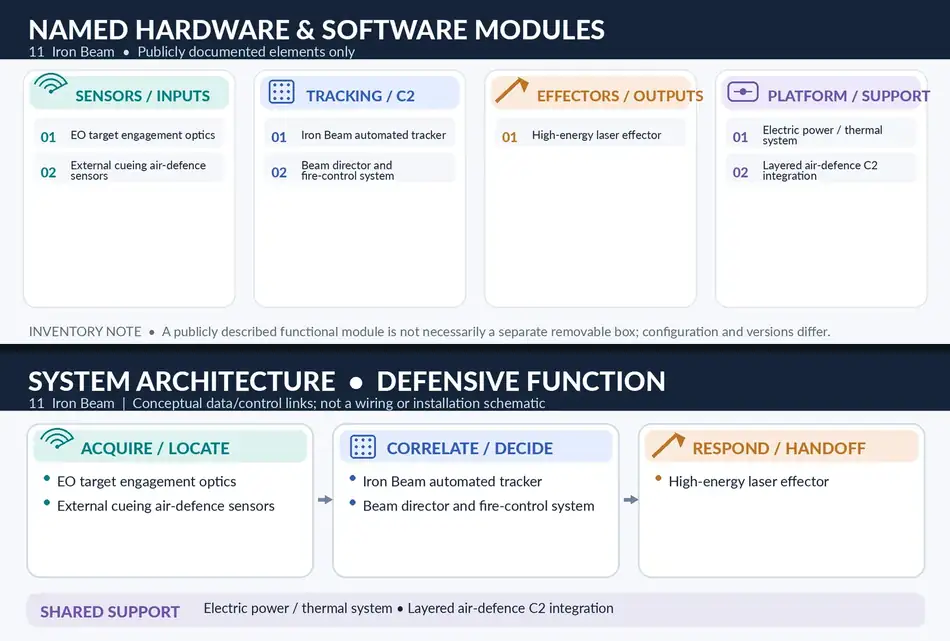 NAMED HARDWARE & SOFTWARE MODULES
11 Iron Beam • Publicly documented elements only
SENSORS / INPUTS
01 EO target engagement optics
02 External cueing air-defence
sensors
TRACKING / C2
01 Iron Beam automated tracker
02 Beam director and
fire-control system
EFFECTORS / OUTPUTS
01 High-energy laser effector
PLATFORM / SUPPORT
01 Electric power / thermal
system
02 Layered air-defence C2
integration
INVENTORY NOTE • A publicly described functional module is not necessarily a separate removable box; configuration and versions differ.
SYSTEM ARCHITECTURE • DEFENSIVE FUNCTION
11 Iron Beam | Conceptual data/control links; not a wiring or installation schematic
ACQUIRE / LOCATE
• EO target engagement optics
• External cueing air-defence sensors
CORRELATE / DECIDE
• Iron Beam automated tracker
• Beam director and fire-control system
RESPOND / HANDOFF
• High-energy laser effector
SHARED SUPPORT Electric power / thermal system • Layered air-defence C2 integration